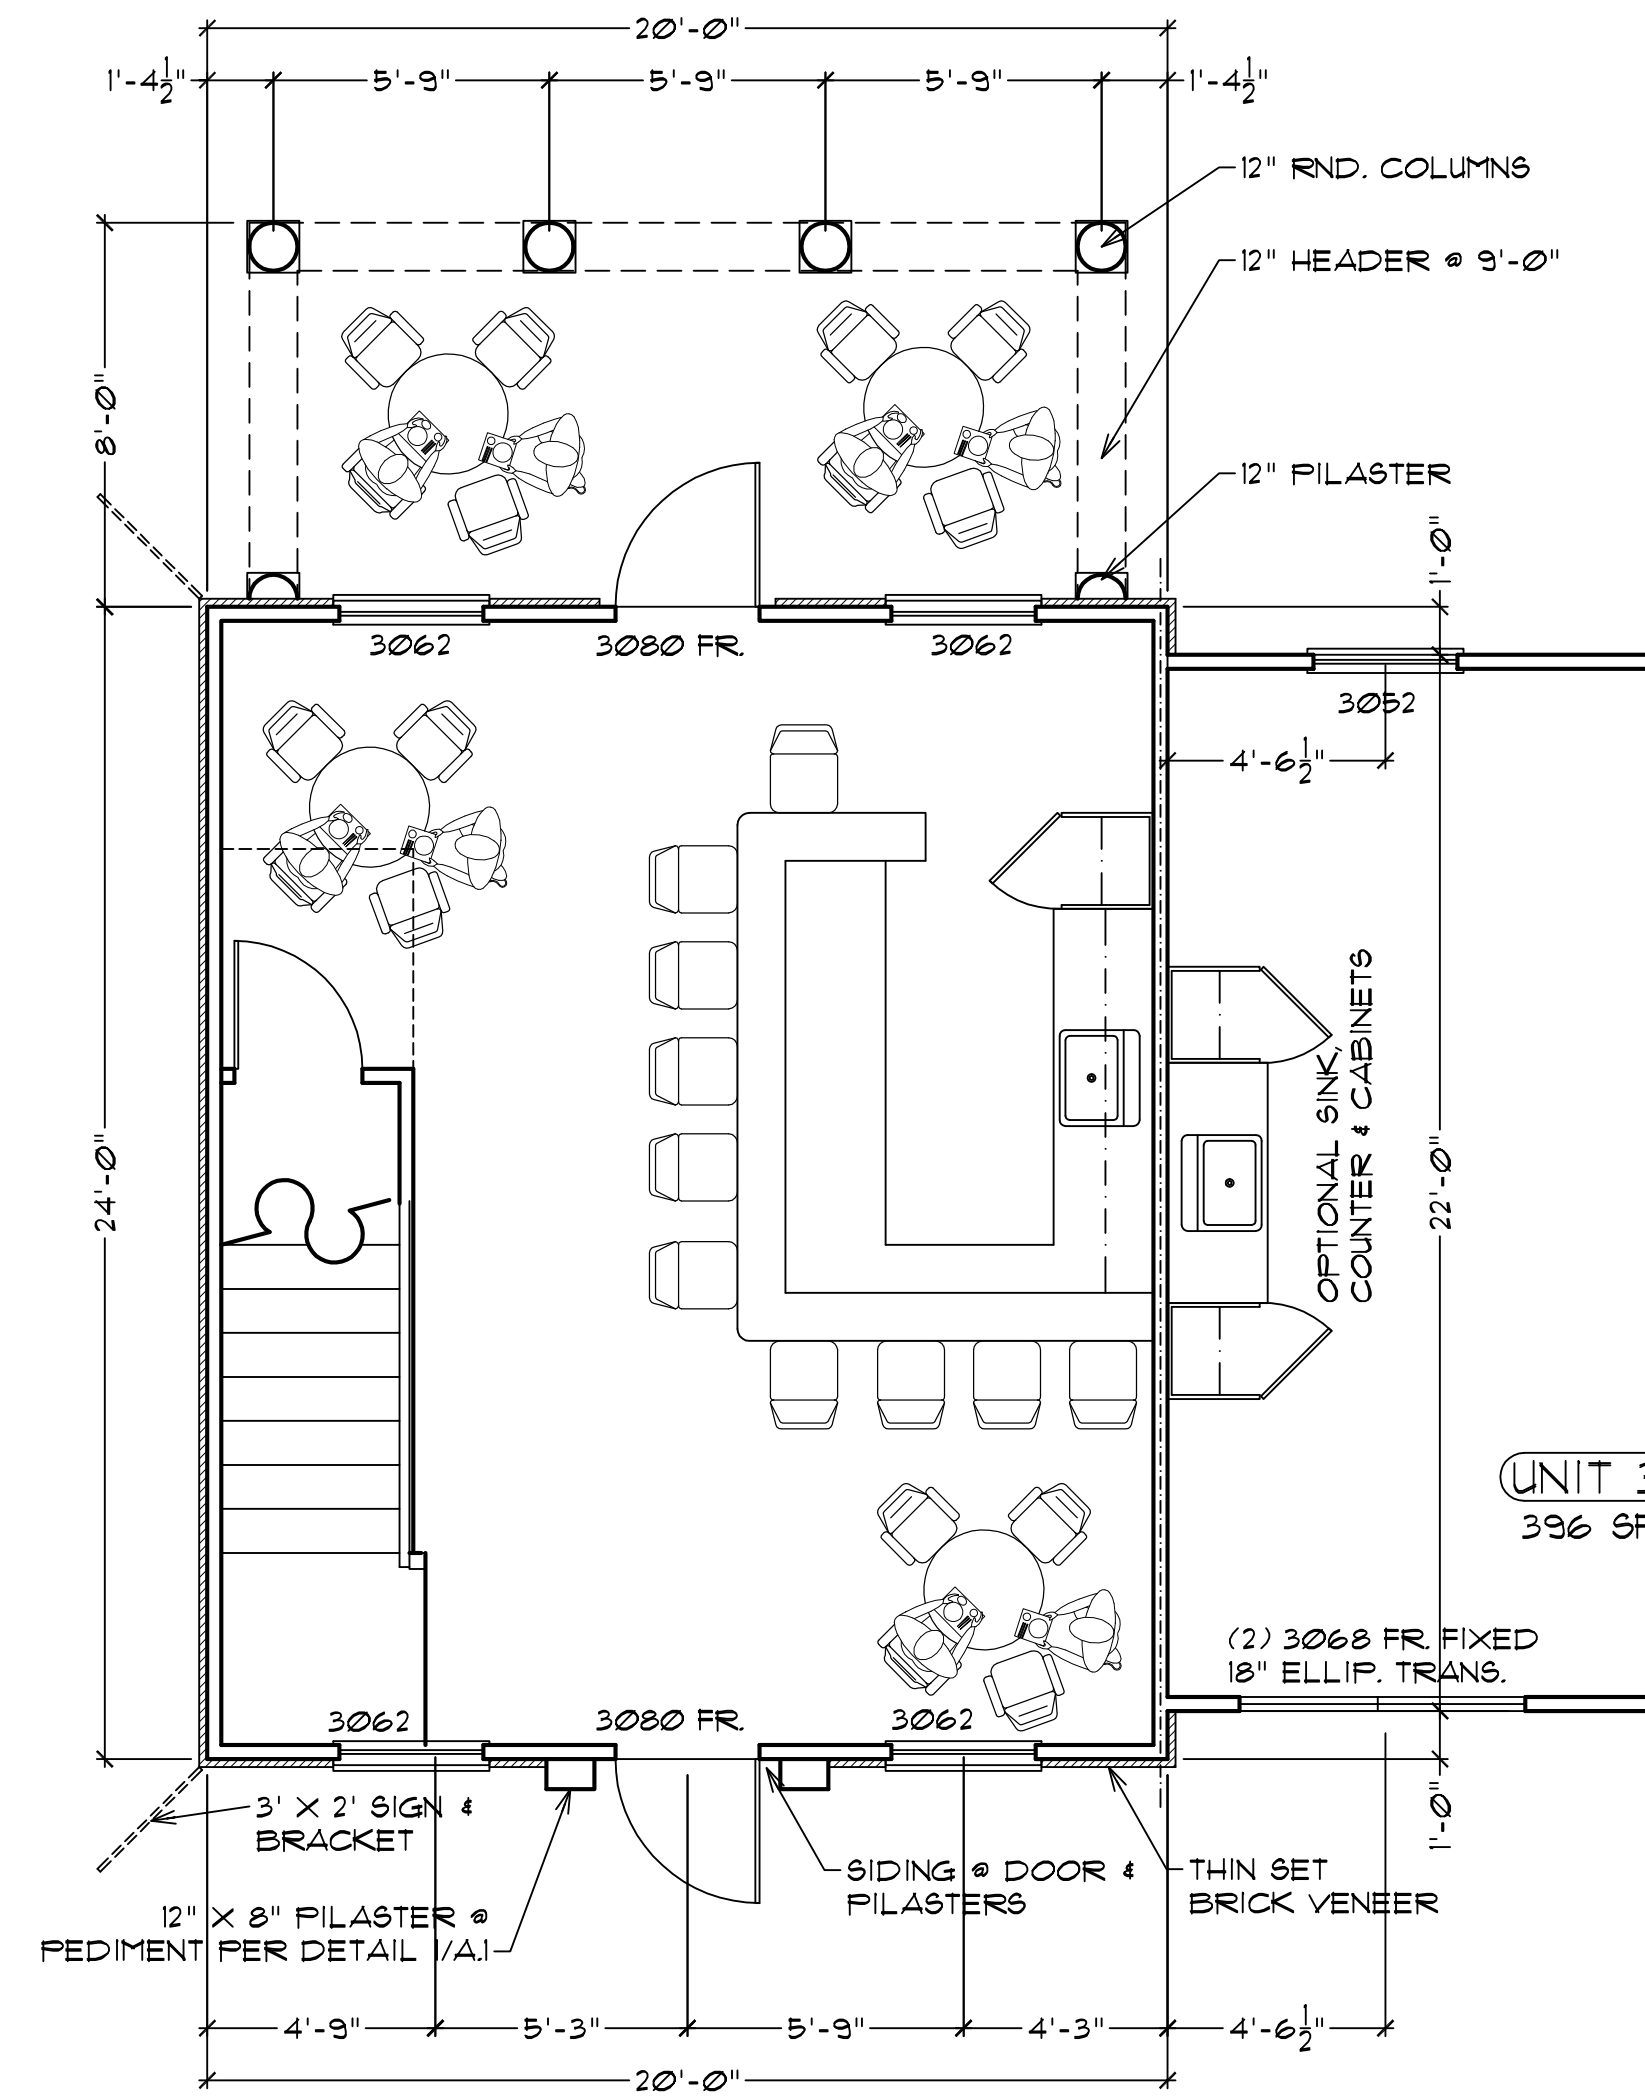 20'-0"
1'-4½" 5'-9" 5'-9" 5'-9" 1'-4½"
12" RND. COLUMNS
12" HEADER @ 9'-0"
8'-0"
12" PILASTER
1'-0"
3062 3080 FR. 3062
3052
4'-6½"
OPTIONAL SINK,
COUNTER & CABINETS
24'-0"
22'-0"
UNIT
396
(2) 3068 FR. FIXED
18" ELLIP. TRANS.
3062 3080 FR. 3062
1'-0"
3' X 2' SIGN &
BRACKET
SIDING @ DOOR &
PILASTERS
THIN SET
BRICK VENEER
12" X 8" PILASTER @
PEDIMENT PER DETAIL 1/A.1
4'-9" 5'-3" 5'-9" 4'-3" 4'-6½"
20'-0"